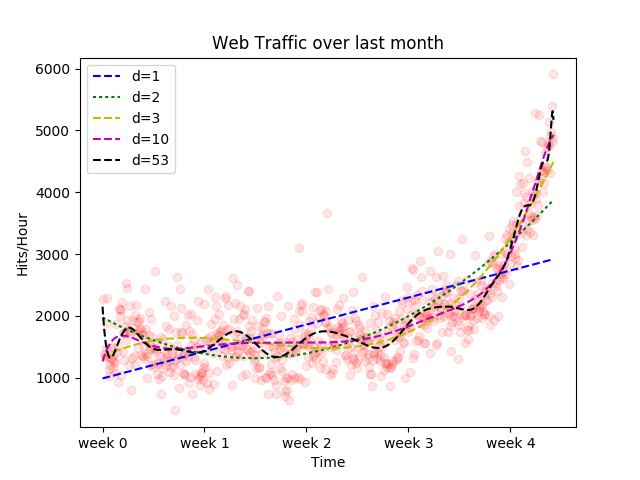 Web Traffic over last month
d=1
d=2
d=3
d=10
d=53
6000
5000
4000
3000
2000
1000
Hits/Hour
week 0 week 1 week 2 week 3 week 4
Time